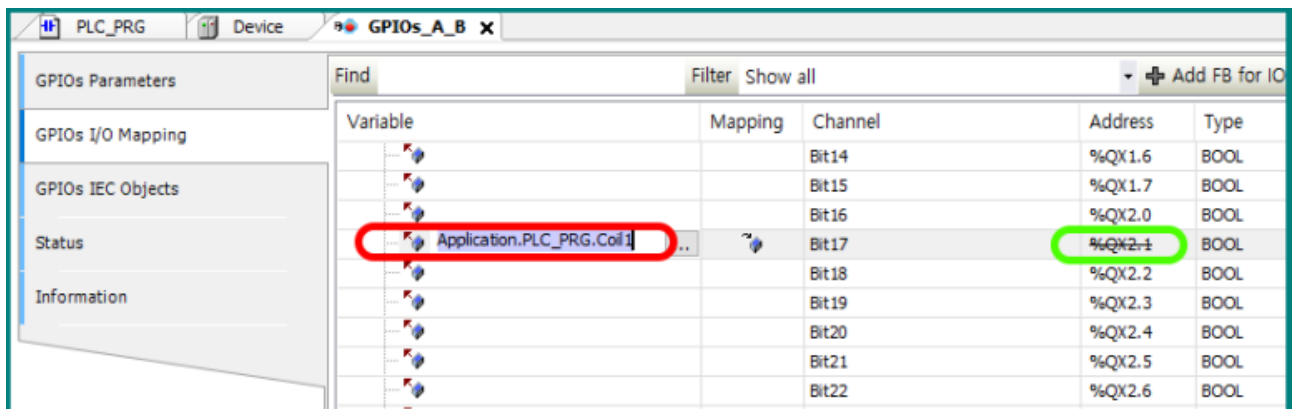 PLC_PRG Device GPIOs_A_B X
GPIOs Parameters
GPIOs I/O Mapping
GPIOs IEC Objects
Status
Information
Find Filter Show all Add FB for IO
Variable Mapping Channel Address Type
Bit14 %QX1.6 BOOL
Bit15 %QX1.7 BOOL
Bit16 %QX2.0 BOOL
Application.PLC_PRG.Coil1 .. Bit17 %QX2.1 BOOL
Bit18 %QX2.2 BOOL
Bit19 %QX2.3 BOOL
Bit20 %QX2.4 BOOL
Bit21 %QX2.5 BOOL
Bit22 %QX2.6 BOOL